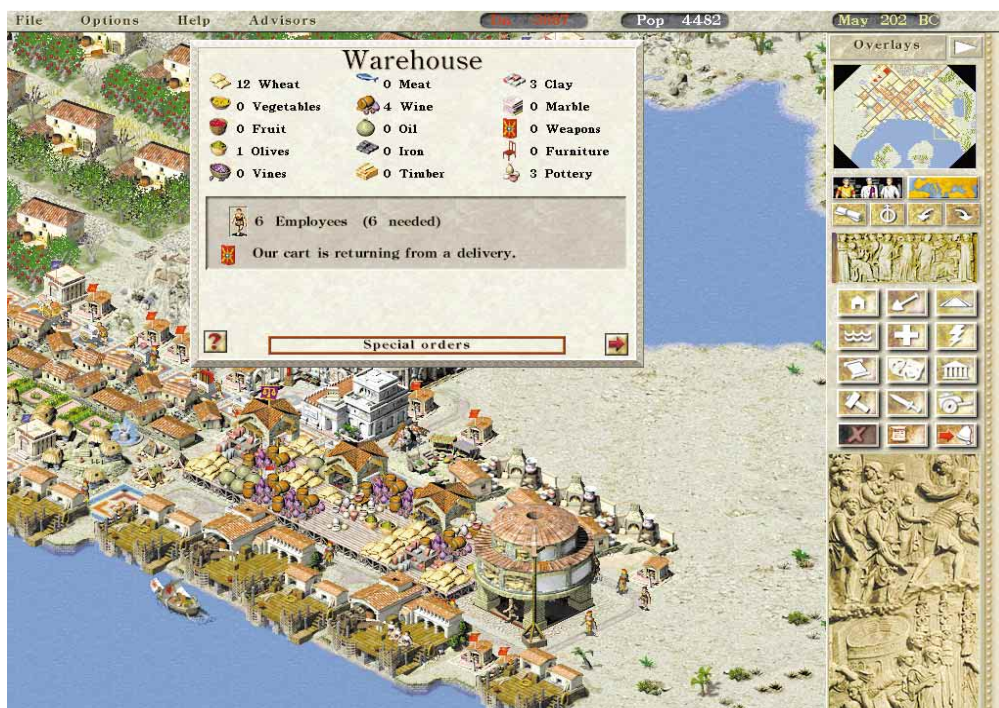 File Options Help Advisors Pop 4482 May 202 BC
Overlays
Warehouse
12 Wheat 0 Meat 3 Clay
0 Vegetables 4 Wine 0 Marble
0 Fruit 0 Oil 0 Weapons
1 Olives 0 Iron 0 Furniture
0 Vines 0 Timber 3 Pottery
6 Employees (6 needed)
Our cart is returning from a delivery.
? Special orders